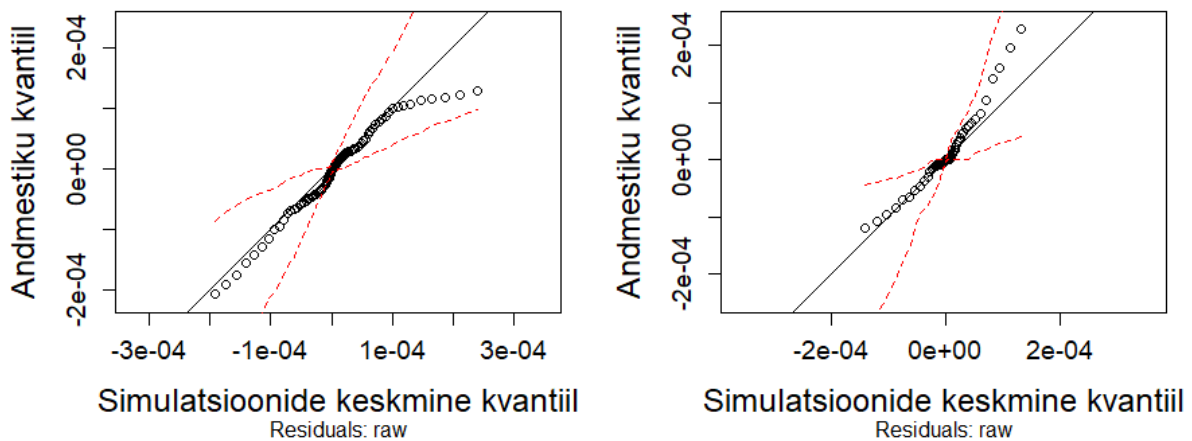 Andmestiku kvantiil
-2e-04 0e+00 2e-04
-3e-04 -1e-04 1e-04 3e-04
Simulatsioonide keskmine kvantiil
Residuals: raw
Andmestiku kvantiil
-2e-04 0e+00 2e-04
-2e-04 0e+00 2e-04
Simulatsioonide keskmine kvantiil
Residuals: raw